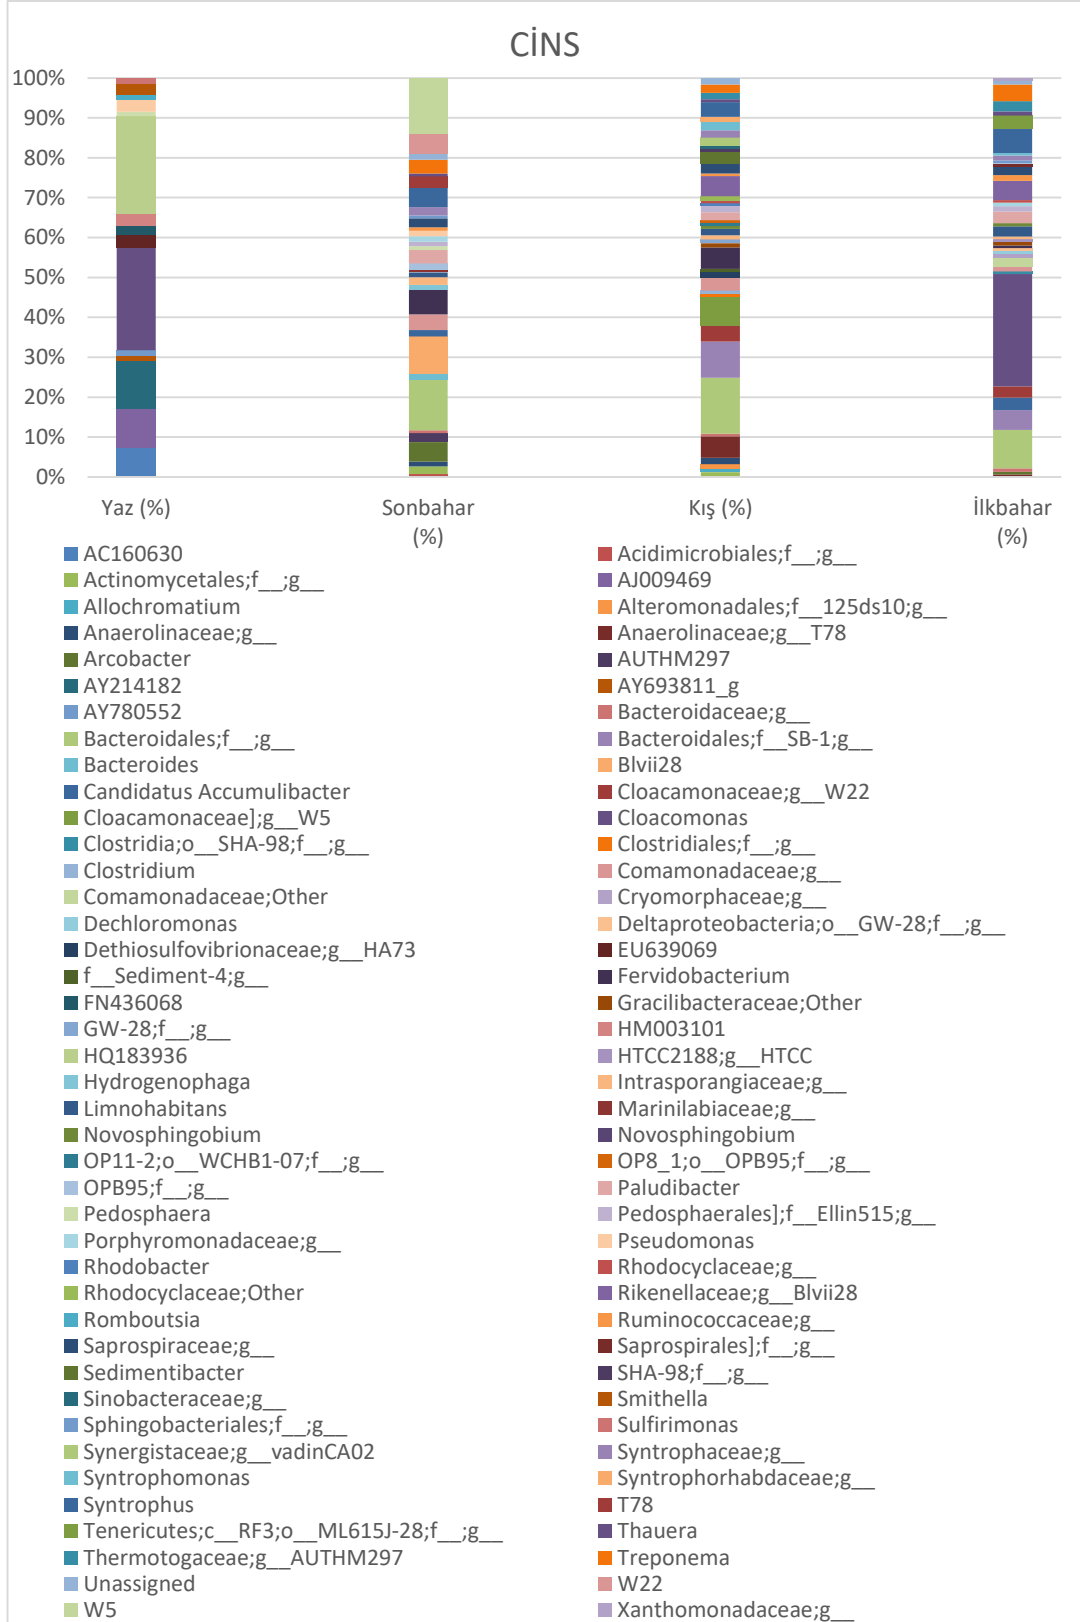 CİNS
100%
90%
80%
70%
60%
50%
40%
30%
20%
10%
0%
Yaz (%) Sonbahar (%) Kış (%) İlkbahar (%)
AC160630 Acidimicrobiales;f__;g__
Actinomycetales;f__;g__ AJ009469
Allochromatium Alteromonadales;f__125ds10;g__
Anaerolinaceae;g__ Anaerolinaceae;g__T78
Arcobacter AUTHM297
AY214182 AY693811_g
AY780552 Bacteroidaceae;g__
Bacteroidales;f__;g__ Bacteroidales;f__SB-1;g__
Bacteroides Blvii28
Candidatus Accumulibacter Cloacamonaceae;g__W22
Cloacamonaceae];g__W5 Cloacomonas
Clostridia;o__SHA-98;f__;g__ Clostridiales;f__;g__
Clostridium Comamonadaceae;g__
Comamonadaceae;Other Cryomorphaceae;g__
Dechloromonas Deltaproteobacteria;o__GW-28;f__;g__
Dethiosulfovibrionaceae;g__HA73 EU639069
f__Sediment-4;g__ Fervidobacterium
FN436068 Gracilibacteraceae;Other
GW-28;f__;g__ HM003101
HQ183936 HTCC2188;g__HTCC
Hydrogenophaga Intrasporangiaceae;g__
Limnohabitans Marinilabiaceae;g__
Novosphingobium Novosphingobium
OP11-2;o__WCHB1-07;f__;g__ OP8_1;o__OPB95;f__;g__
OPB95;f__;g__ Paludibacter
Pedosphaera Pedosphaerales];f__Ellin515;g__
Porphyromonadaceae;g__ Pseudomonas
Rhodobacter Rhodocyclaceae;g__
Rhodocyclaceae;Other Rikenellaceae;g__Blvii28
Romboutsia Ruminococcaceae;g__
Saprospiraceae;g__ Saprospirales];f__;g__
Sedimentibacter SHA-98;f__;g__
Sinobacteraceae;g__ Smithella
Sphingobacteriales;f__;g__ Sulfirimonas
Synergistaceae;g__vadinCA02 Syntrophaceae;g__
Syntrophomonas Syntrophorhabdaceae;g__
Syntrophus T78
Tenericutes;c__RF3;o__ML615J-28;f__;g__ Thauera
Thermotogaceae;g__AUTHM297 Treponema
Unassigned W22
W5 Xanthomonadaceae;g__